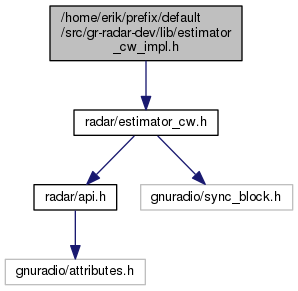 /home/erik/prefix/default
/src/gr-radar-dev/lib/estimator
_cw_impl.h
radar/estimator_cw.h
radar/api.h
gnuradio/sync_block.h
gnuradio/attributes.h